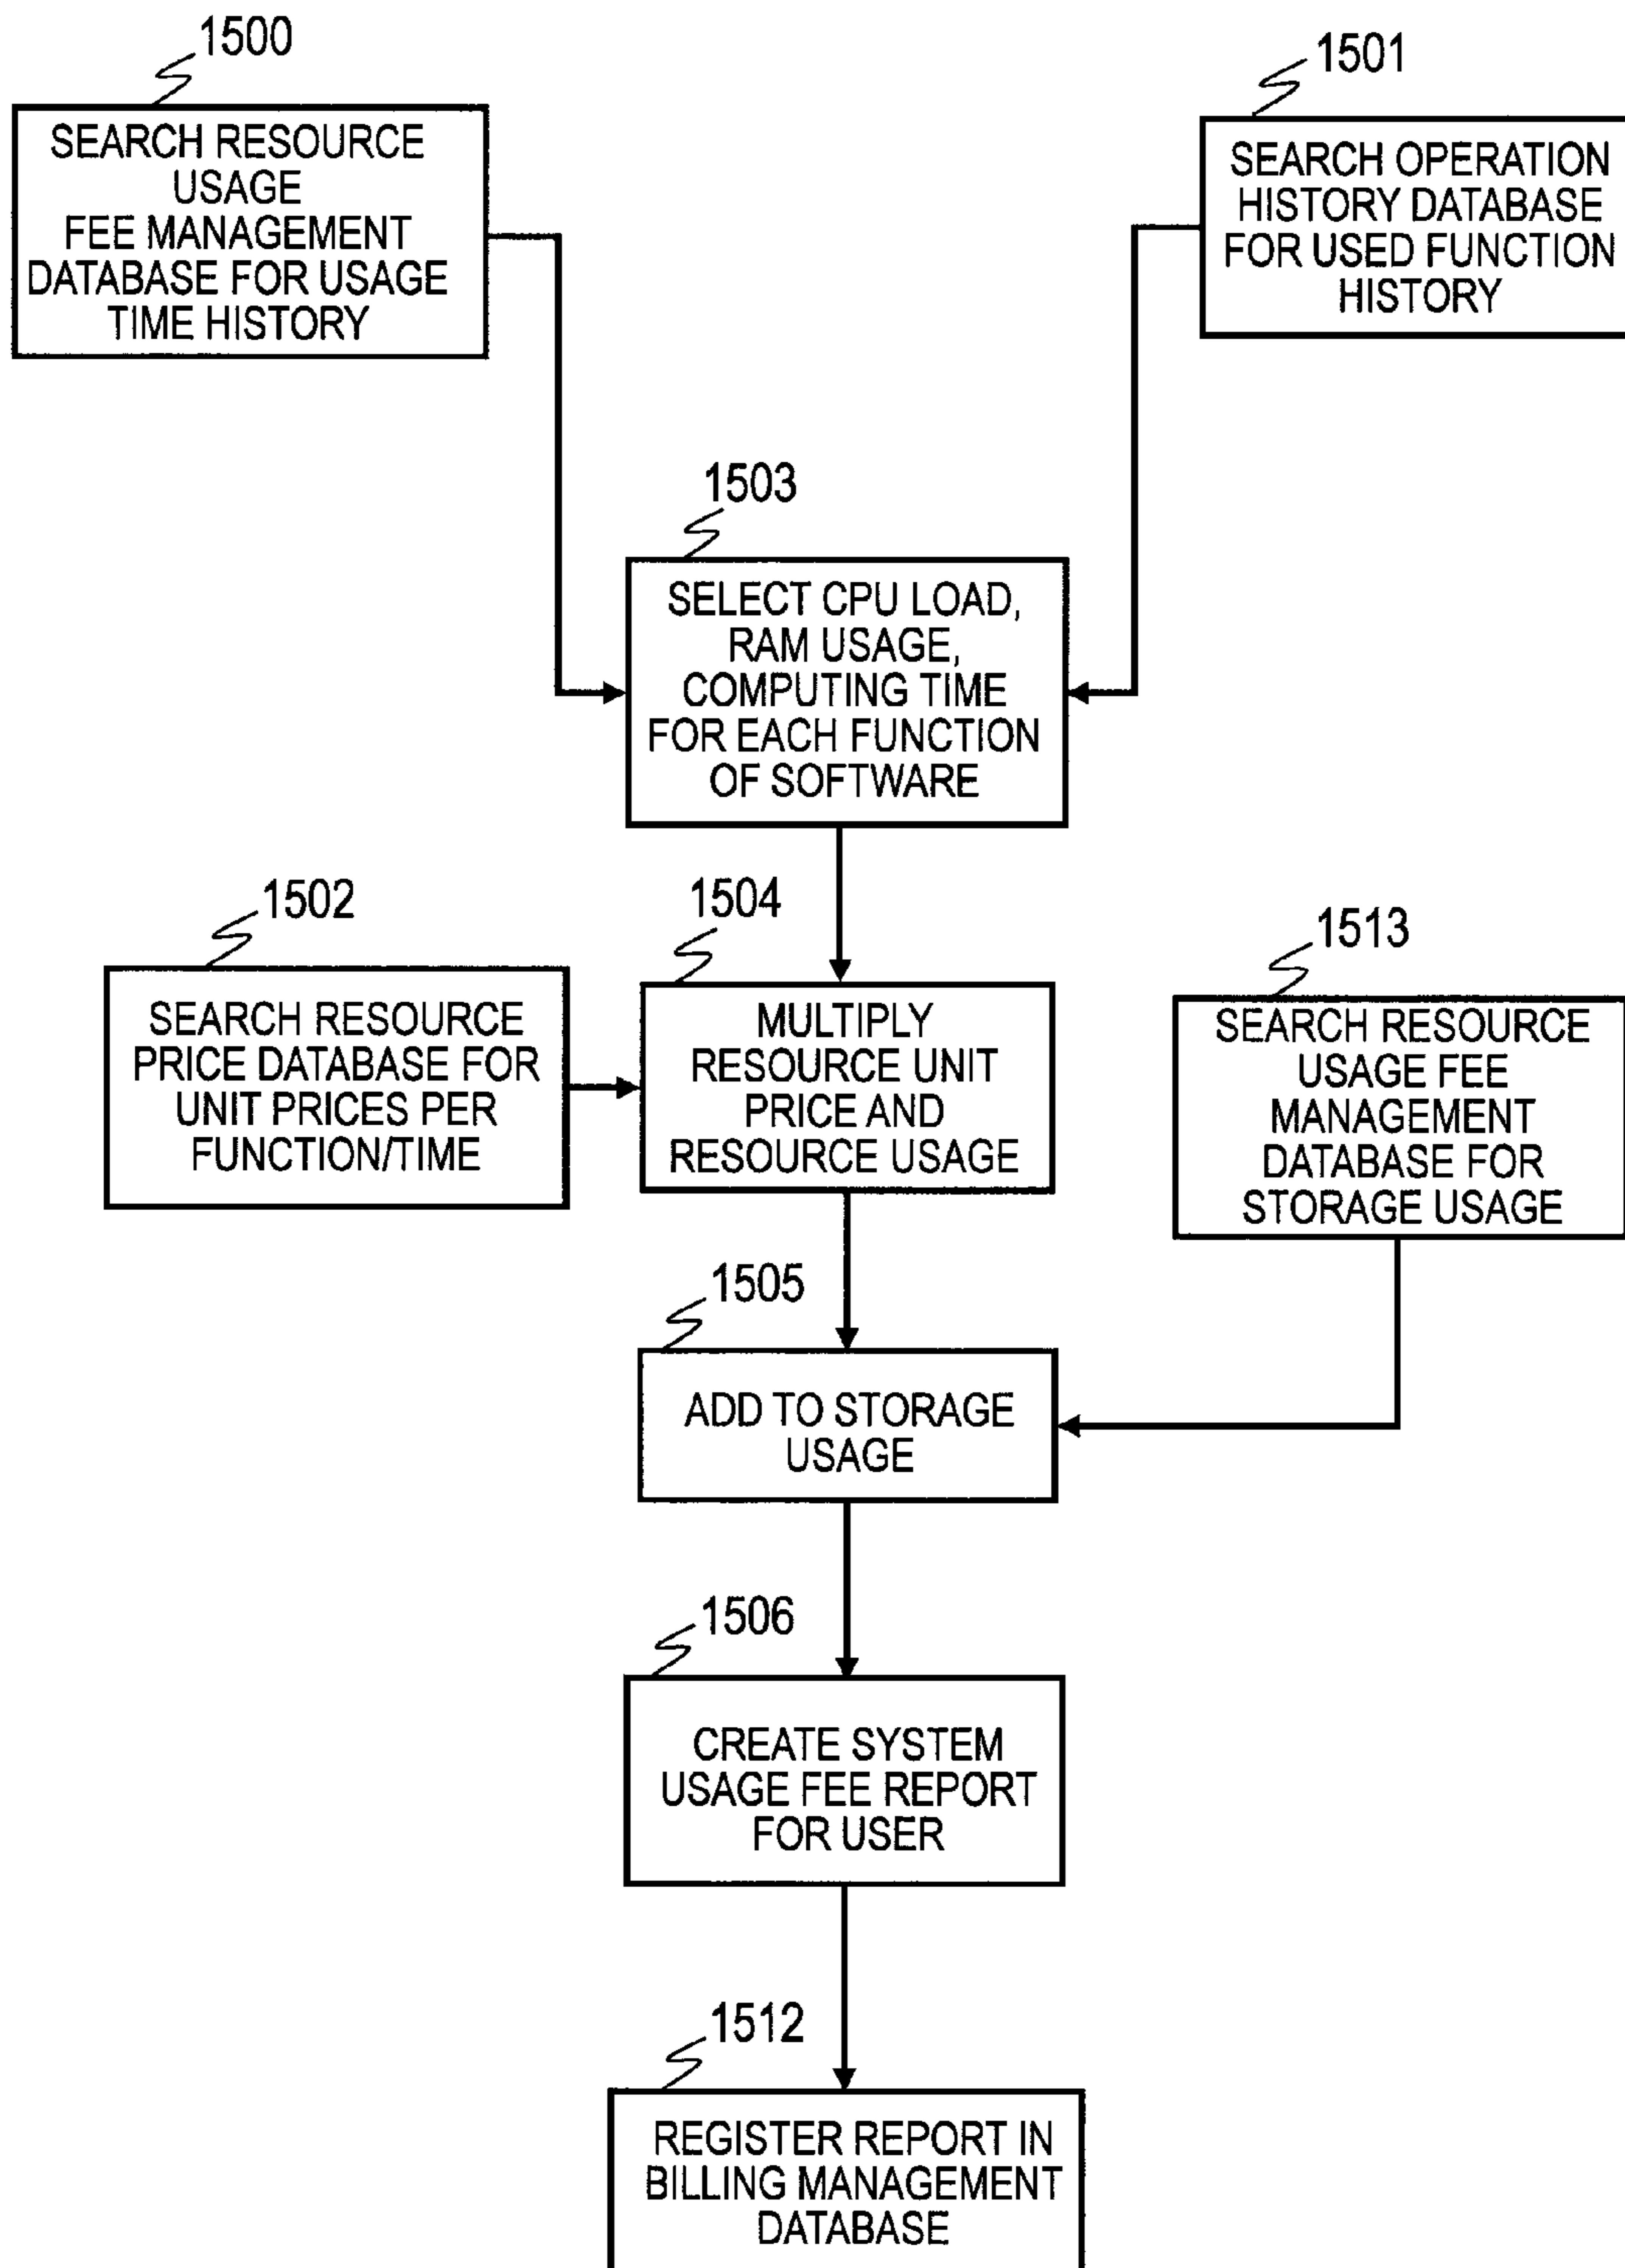 1500
SEARCH RESOURCE
USAGE
FEE MANAGEMENT
DATABASE FOR USAGE
TIME HISTORY
1501
SEARCH OPERATION
HISTORY DATABASE
FOR USED FUNCTION
HISTORY
1503
SELECT CPU LOAD,
RAM USAGE,
COMPUTING TIME
FOR EACH FUNCTION
OF SOFTWARE
1502
SEARCH RESOURCE
PRICE DATABASE FOR
UNIT PRICES PER
FUNCTION/TIME
1504
MULTIPLY
RESOURCE UNIT
PRICE AND
RESOURCE USAGE
1513
SEARCH RESOURCE
USAGE FEE
MANAGEMENT
DATABASE FOR
STORAGE USAGE
1505
ADD TO STORAGE
USAGE
1506
CREATE SYSTEM
USAGE FEE REPORT
FOR USER
1512
REGISTER REPORT IN
BILLING MANAGEMENT
DATABASE